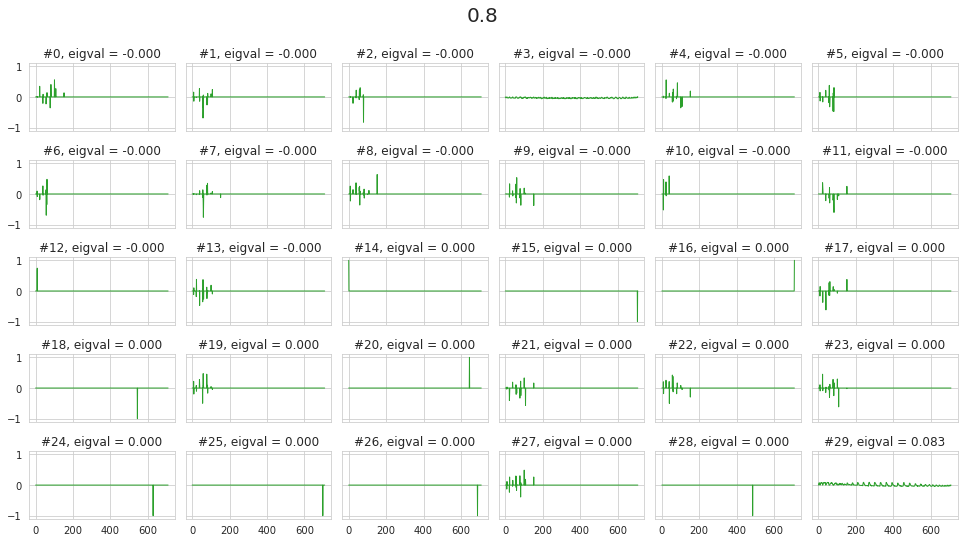 0.8
#0, eigval = -0.000 #1, eigval = -0.000 #2, eigval = -0.000 #3, eigval = -0.000 #4, eigval = -0.000 #5, eigval = -0.000
1
0
−1
#6, eigval = -0.000 #7, eigval = -0.000 #8, eigval = -0.000 #9, eigval = -0.000 #10, eigval = -0.000 #11, eigval = -0.000
1
0
−1
#12, eigval = -0.000 #13, eigval = -0.000 #14, eigval = 0.000 #15, eigval = 0.000 #16, eigval = 0.000 #17, eigval = 0.000
1
0
−1
#18, eigval = 0.000 #19, eigval = 0.000 #20, eigval = 0.000 #21, eigval = 0.000 #22, eigval = 0.000 #23, eigval = 0.000
1
0
−1
#24, eigval = 0.000 #25, eigval = 0.000 #26, eigval = 0.000 #27, eigval = 0.000 #28, eigval = 0.000 #29, eigval = 0.083
1
0
−1
0 200 400 600 0 200 400 600 0 200 400 600 0 200 400 600 0 200 400 600 0 200 400 600